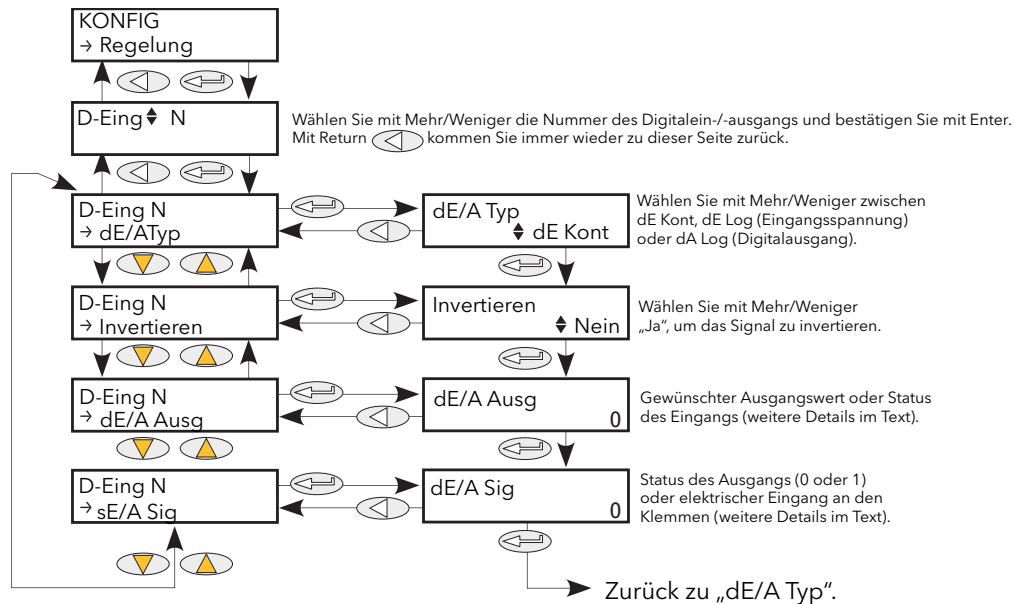 KONFIG
→ Regelung
D-Eing N
Wählen Sie mit Mehr/Weniger die Nummer des Digitalein-/-ausgangs und bestätigen Sie mit Enter.
Mit Return kommen Sie immer wieder zu dieser Seite zurück.
D-Eing N
→ dE/ATyp
dE/A Typ
dE Kont
Wählen Sie mit Mehr/Weniger zwischen
dE Kont, dE Log (Eingangsspannung)
oder dA Log (Digitalausgang).
D-Eing N
→ Invertieren
Invertieren
Nein
Wählen Sie mit Mehr/Weniger
„Ja“, um das Signal zu invertieren.
D-Eing N
→ dE/A Ausg
dE/A Ausg
0
Gewünschter Ausgangswert oder Status
des Eingangs (weitere Details im Text).
D-Eing N
→ sE/A Sig
dE/A Sig
0
Status des Ausgangs (0 oder 1)
oder elektrischer Eingang an den
Klemmen (weitere Details im Text).
Zurück zu „dE/A Typ“.